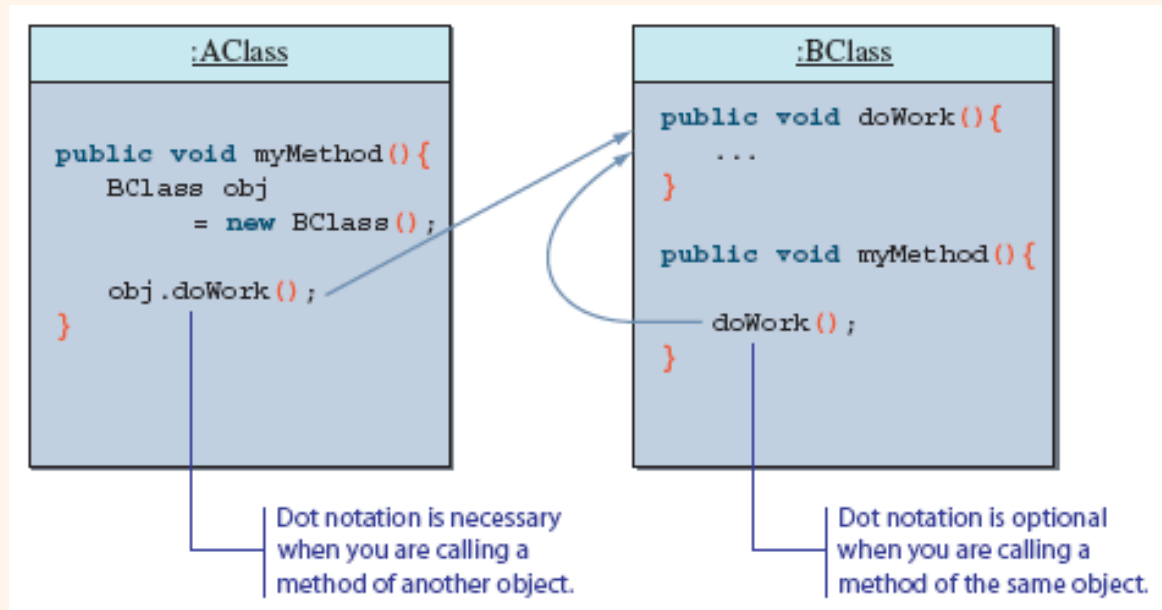 :AClass
public void myMethod(){
BClass obj
= new BClass();
obj.doWork();
}
Dot notation is necessary
when you are calling a
method of another object.
:BClass
public void doWork(){
...
}
public void myMethod(){
doWork();
}
Dot notation is optional
when you are calling a
method of the same object.